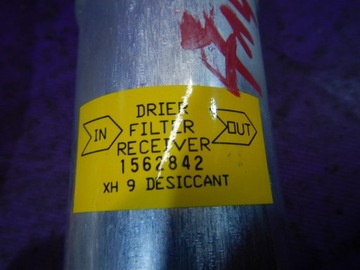 DRIER
IN FILTER OUT
RECEIVER
1562842
XH 9 DESICCANT